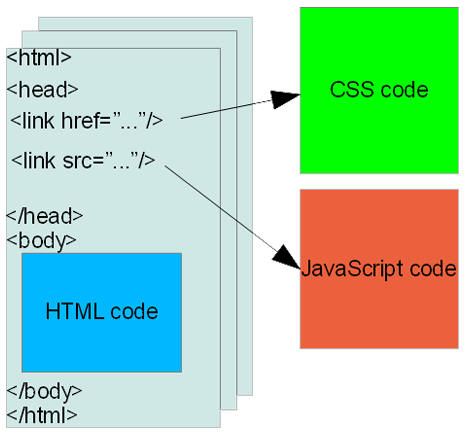 <html>
<head>
<link href="..."/>
<link src="..."/>
</head>
<body>
HTML code
</body>
</html>
CSS code
JavaScript code